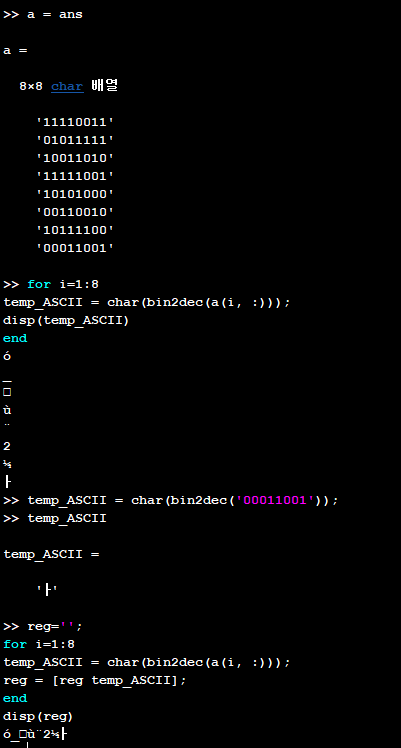 >> a = ans
a =
8×8 char 배열
'11110011'
'01011111'
'10011010'
'11111001'
'10101000'
'00110010'
'10111100'
'00011001'
>> for i=1:8
temp_ASCII = char(bin2dec(a(i, :)));
disp(temp_ASCII)
end
ó
_
□
ù
¨
2
¼
├
>> temp_ASCII = char(bin2dec('00011001'));
>> temp_ASCII
temp_ASCII =
'├'
>> reg='';
for i=1:8
temp_ASCII = char(bin2dec(a(i, :)));
reg = [reg temp_ASCII];
end
disp(reg)
ó_□ù¨2¼├